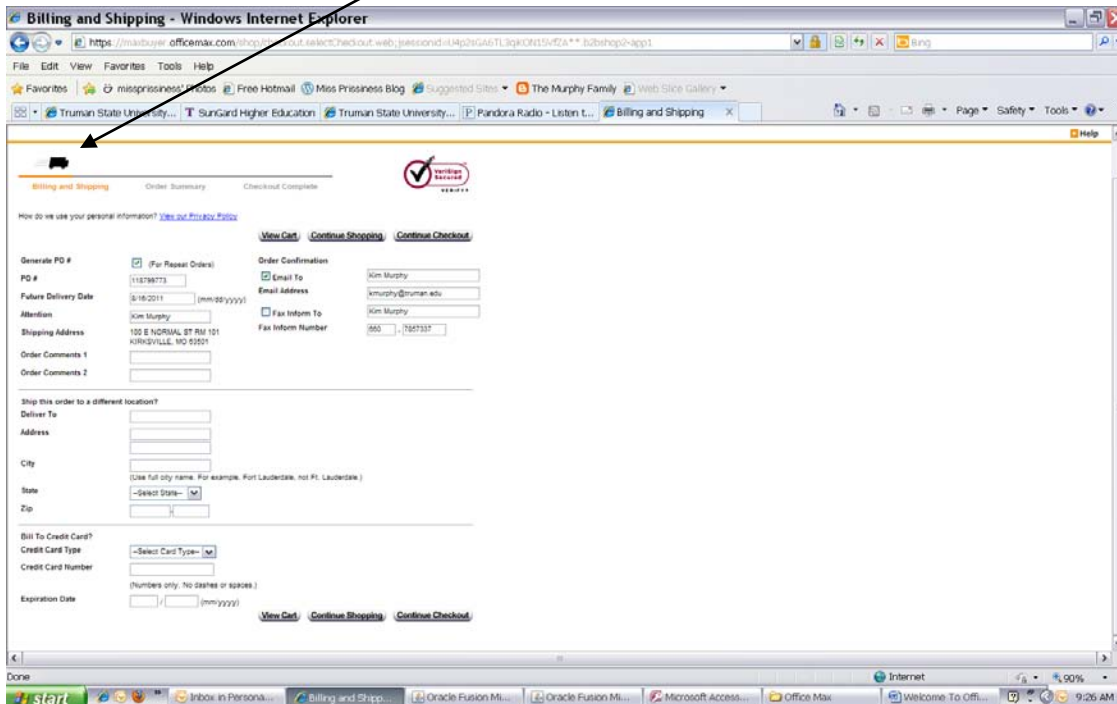 Billing and Shipping - Windows Internet Explorer
File Edit View Favorites Tools Help
Favorites missprissiness' Photos Free Hotmail Miss Prissiness Blog Suggested Sites The Murphy Family Web Slice Gallery
Truman State University... T SunGard Higher Education Truman State University... Pandora Radio - Listen t... Billing and Shipping X Page Safety Tools
Help
VeriSign Secured
VERIFY
Billing and Shipping Order Summary Checkout Complete
How do we use your personal information? View our Privacy Policy
View Cart Continue Shopping Continue Checkout
Generate PO # (For Repeat Orders) Order Confirmation
PO # 118799773 Email To Kim Murphy
Future Delivery Date 8/16/2011 (mm/dd/yyyy) Email Address kmurphy@truman.edu
Attention Kim Murphy Fax Inform To Kim Murphy
Shipping Address 100 E NORMAL ST RM 101 Fax Inform Number 660 - 7857337
KIRKSVILLE, MO 63501
Order Comments 1
Order Comments 2
Ship this order to a different location?
Deliver To
Address
City
(Use full city name. For example, Fort Lauderdale, not Ft. Lauderdale.)
State --Select State--
Zip -
Bill To Credit Card?
Credit Card Type --Select Card Type--
Credit Card Number
(Numbers only. No dashes or spaces.)
Expiration Date / (mm/yyyy)
View Cart Continue Shopping Continue Checkout
Done Internet 90%
start Inbox in Persona... Billing and Shipp... Oracle Fusion Mi... Oracle Fusion Mi... Microsoft Access... Office Max Welcome To Offi... 9:26 AM